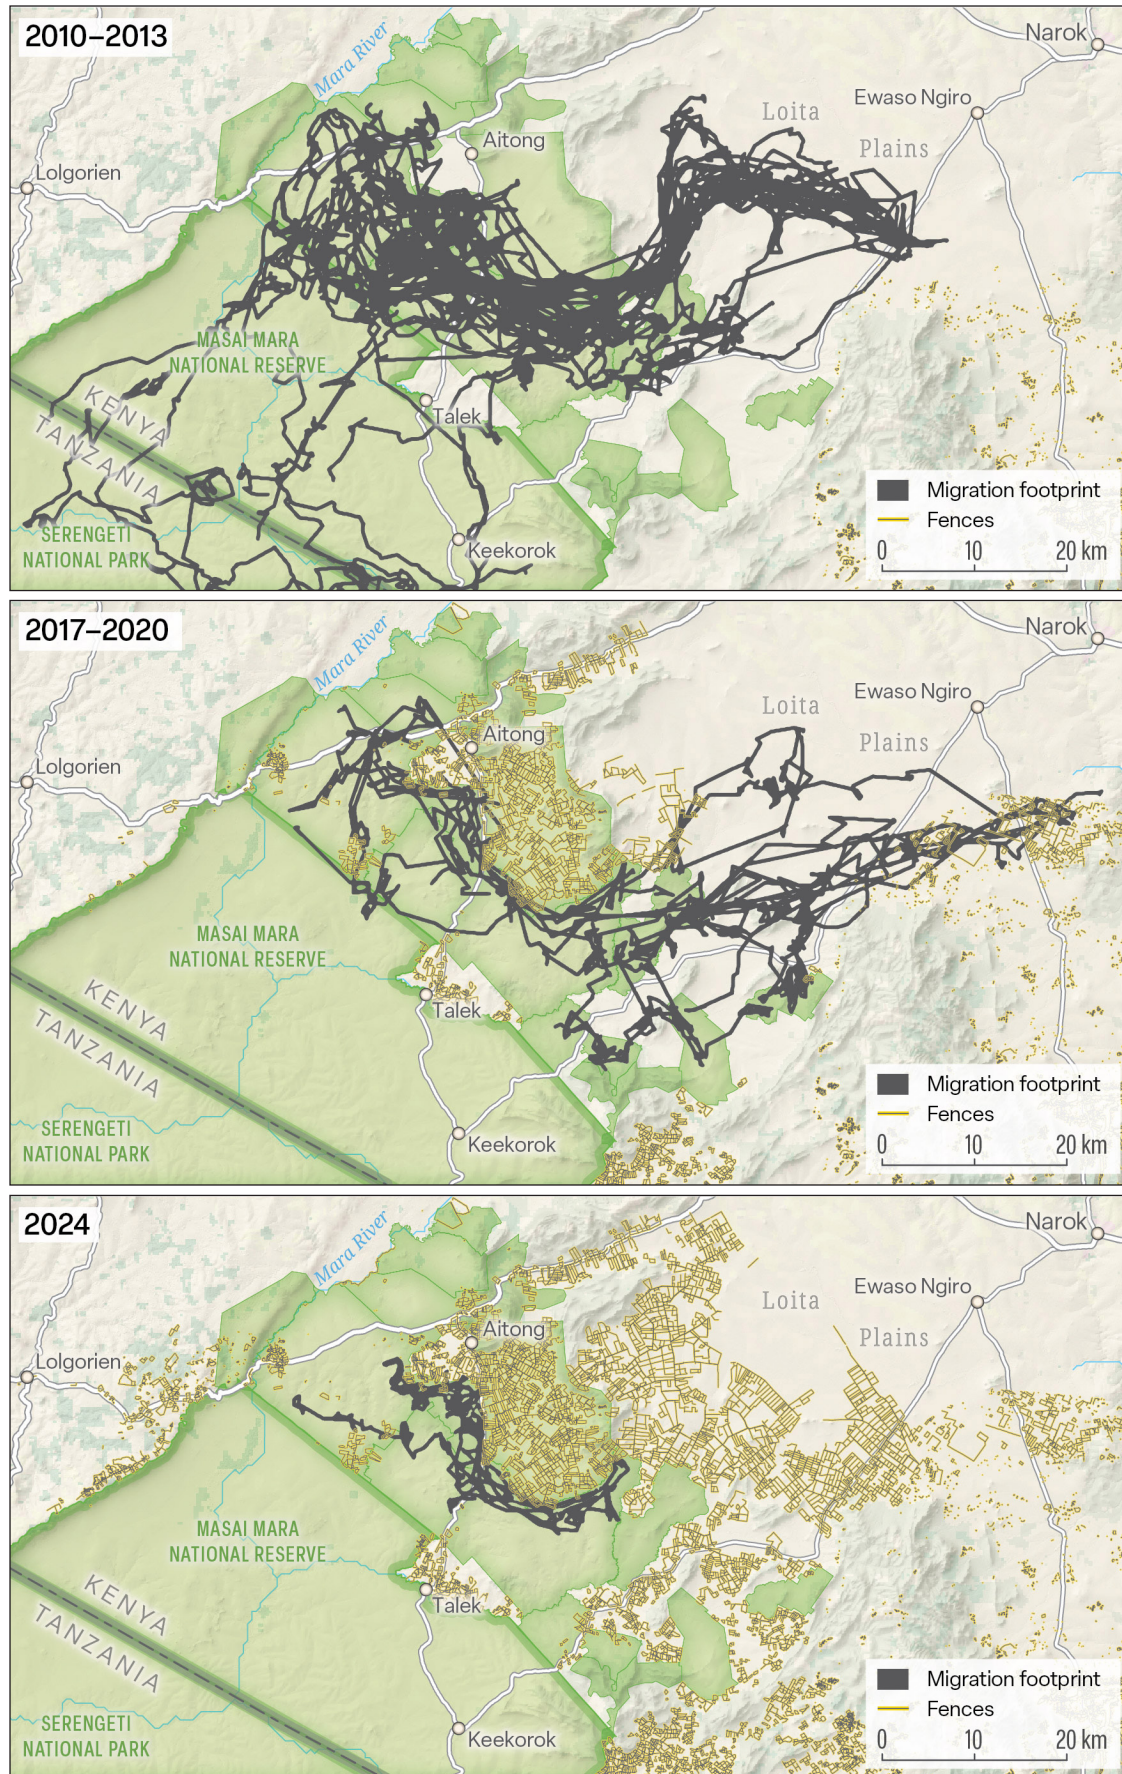 2010–2013
Mara River
Narok
Ewaso Ngiro
Loita
Plains
Aitong
Lolgorien
MASAI MARA
NATIONAL RESERVE
KENYA
TANZANIA
Talek
SERENGETI
NATIONAL PARK
Keekorok
Migration footprint
Fences
0 10 20 km
2017–2020
Mara River
Narok
Ewaso Ngiro
Loita
Plains
Aitong
Lolgorien
MASAI MARA
NATIONAL RESERVE
KENYA
TANZANIA
Talek
SERENGETI
NATIONAL PARK
Keekorok
Migration footprint
Fences
0 10 20 km
2024
Mara River
Narok
Ewaso Ngiro
Loita
Plains
Aitong
Lolgorien
MASAI MARA
NATIONAL RESERVE
KENYA
TANZANIA
Talek
SERENGETI
NATIONAL PARK
Keekorok
Migration footprint
Fences
0 10 20 km